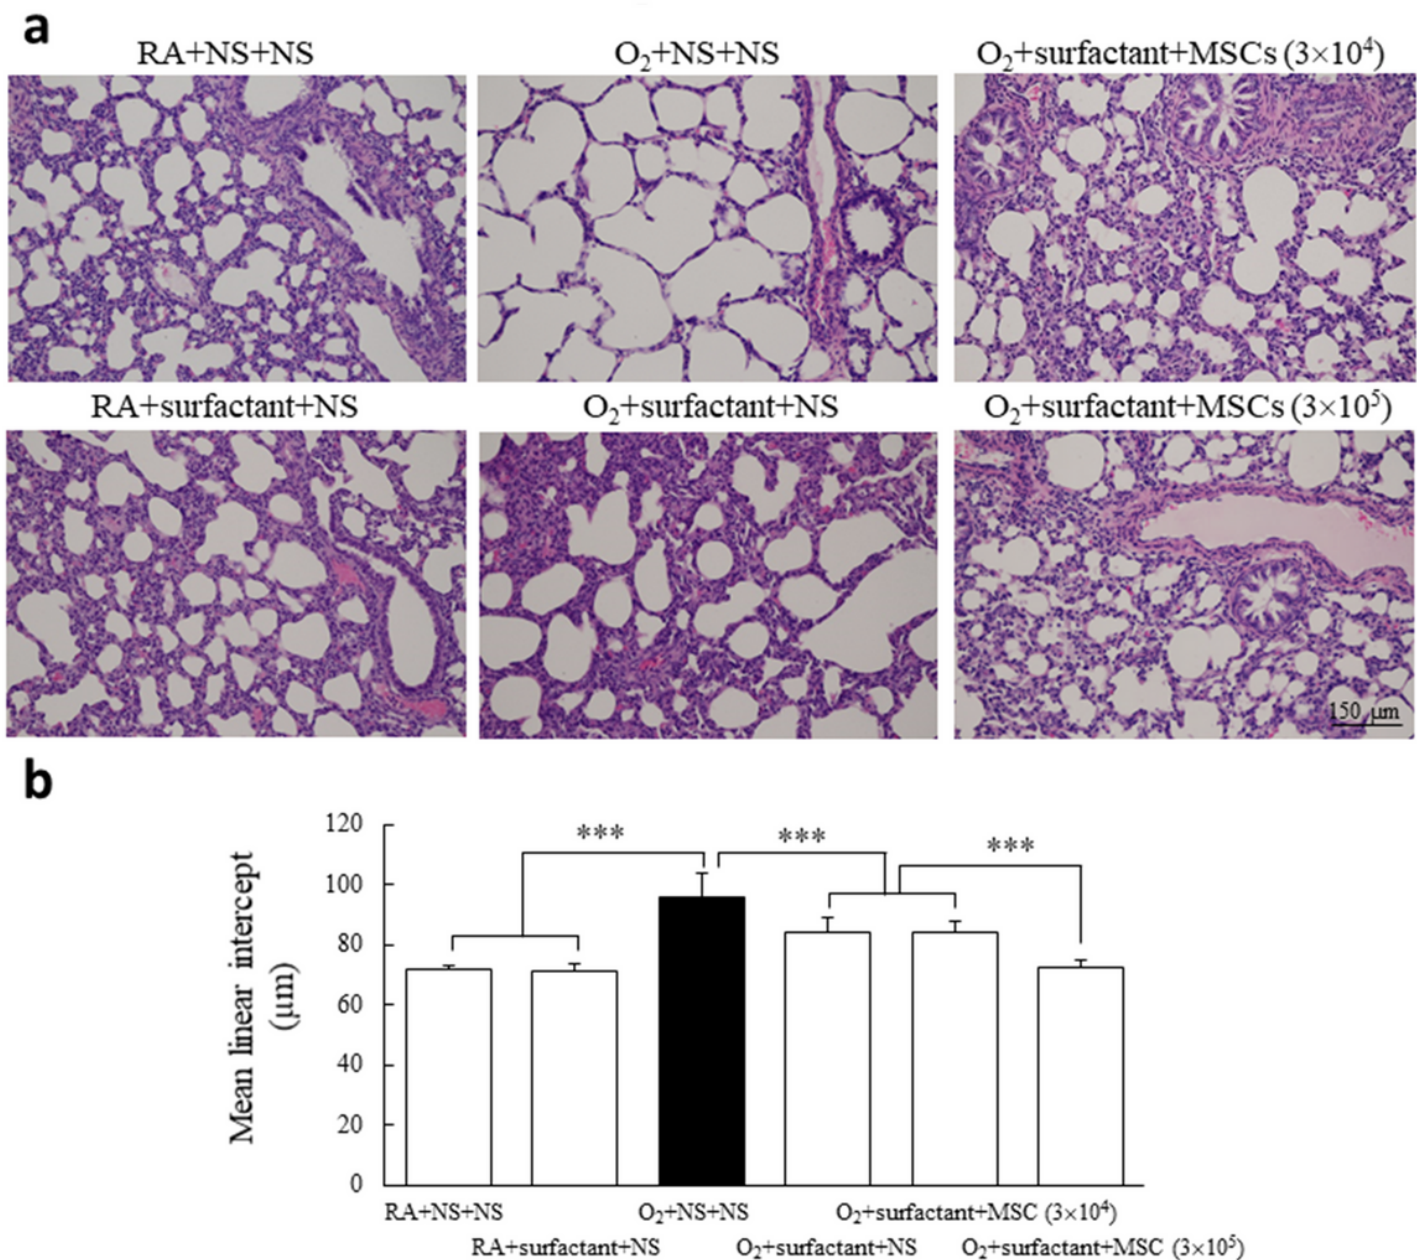 a
RA+NS+NS
O₂+NS+NS
O₂+surfactant+MSCs (3×10⁴)
RA+surfactant+NS
O₂+surfactant+NS
O₂+surfactant+MSCs (3×10⁵)
150 μm
b
Mean linear intercept
(μm)
120
100
80
60
40
20
0
***
***
***
RA+NS+NS
O₂+NS+NS
O₂+surfactant+MSC (3×10⁴)
RA+surfactant+NS
O₂+surfactant+NS
O₂+surfactant+MSC (3×10⁵)